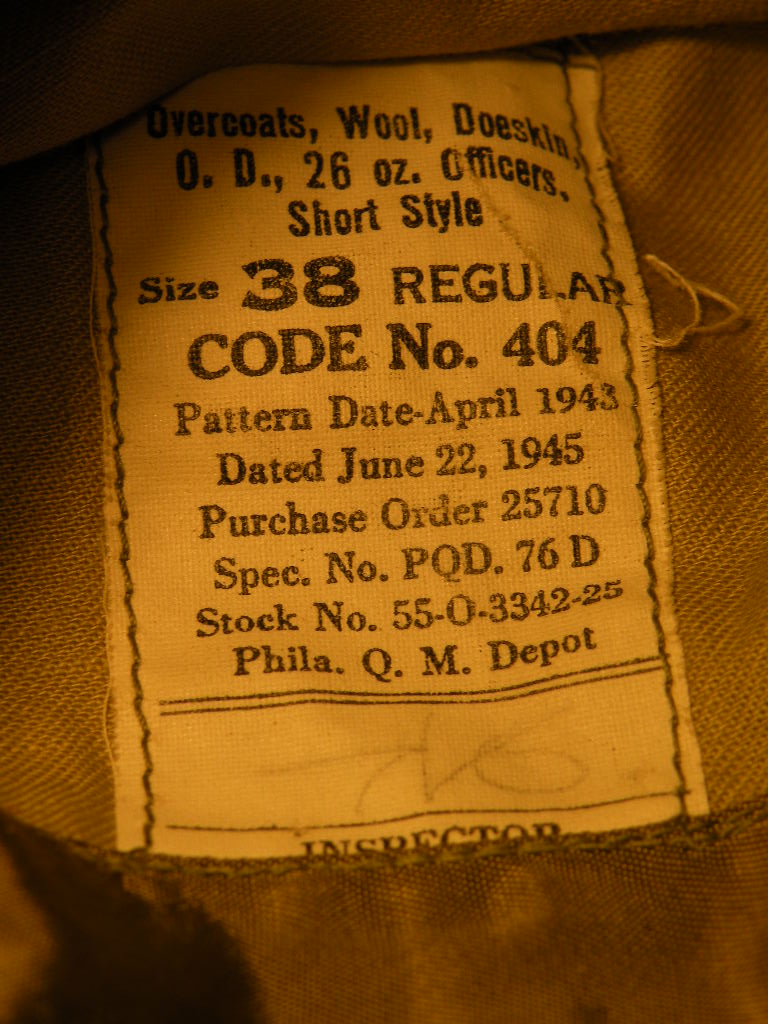 Overcoats, Wool, Doeskin,
O. D., 26 oz. Officers,
Short Style
Size 38 REGULAR
CODE No. 404
Pattern Date-April 1943
Dated June 22, 1945
Purchase Order 25710
Spec. No. PQD. 76 D
Stock No. 55-O-3342-25
Phila. Q. M. Depot
INSPECTOR